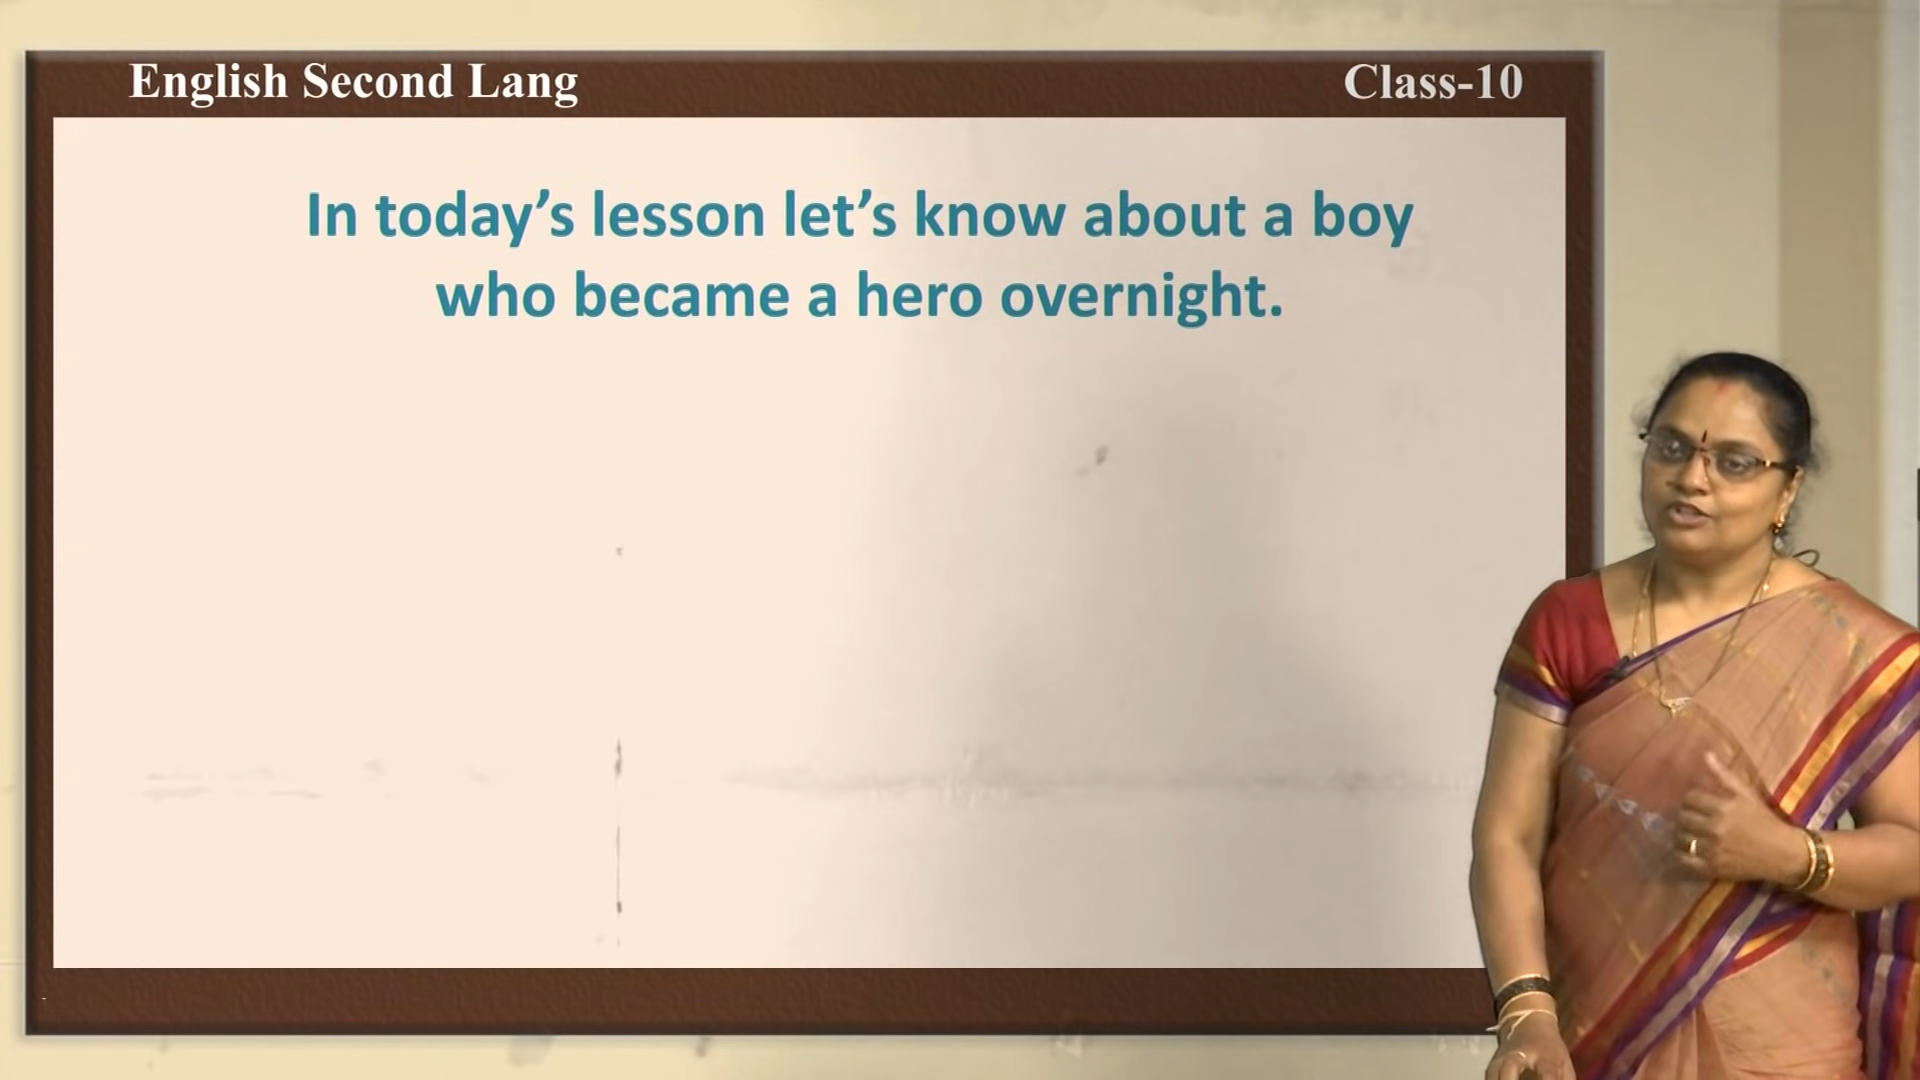 English Second Lang
Class-10
In today’s lesson let’s know about a boy
who became a hero overnight.